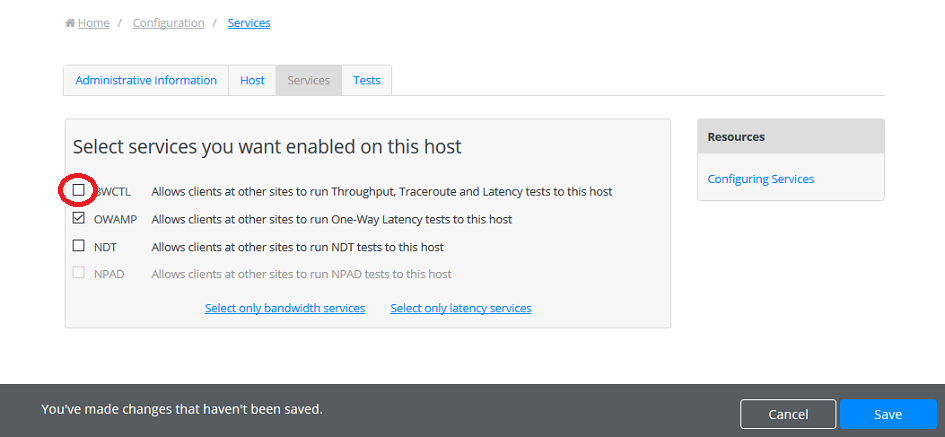 Home / Configuration / Services
Administrative Information Host Services Tests
Select services you want enabled on this host
BWCTL Allows clients at other sites to run Throughput, Traceroute and Latency tests to this host
OWAMP Allows clients at other sites to run One-Way Latency tests to this host
NDT Allows clients at other sites to run NDT tests to this host
NPAD Allows clients at other sites to run NPAD tests to this host
Select only bandwidth services Select only latency services
Resources
Configuring Services
You've made changes that haven't been saved.
Cancel Save